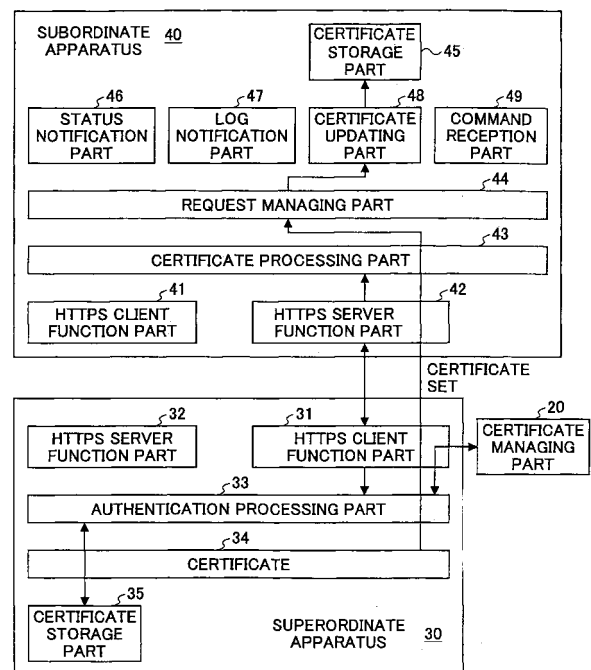 SUBORDINATE
APPARATUS 40
CERTIFICATE
STORAGE
PART
45
46
STATUS
NOTIFICATION
PART
47
LOG
NOTIFICATION
PART
48
CERTIFICATE
UPDATING
PART
49
COMMAND
RECEPTION
PART
44
REQUEST MANAGING PART
43
CERTIFICATE PROCESSING PART
41
HTTPS CLIENT
FUNCTION PART
42
HTTPS SERVER
FUNCTION PART
CERTIFICATE
SET
32
HTTPS SERVER
FUNCTION PART
31
HTTPS CLIENT
FUNCTION PART
20
CERTIFICATE
MANAGING
PART
33
AUTHENTICATION PROCESSING PART
34
CERTIFICATE
35
CERTIFICATE
STORAGE
PART
SUPERORDINATE
APPARATUS 30